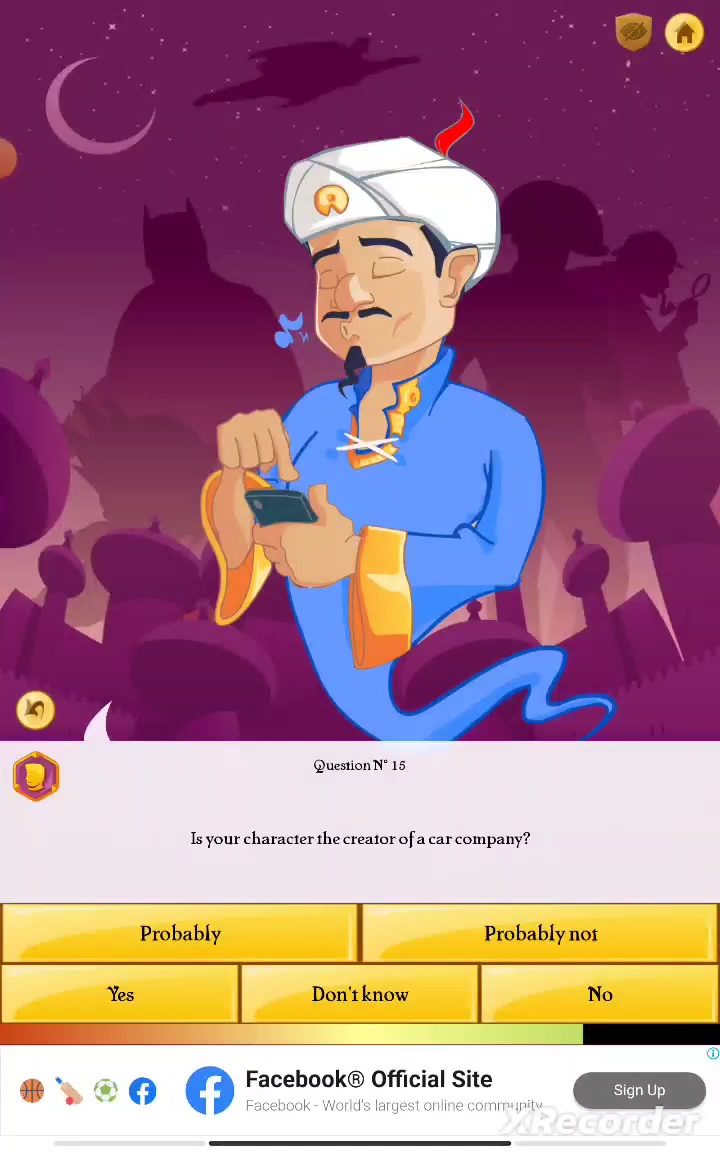 Question N° 15
Is your character the creator of a car company?
Probably
Probably not
Yes
Don't know
No
Facebook® Official Site
Facebook - World's largest online community.
Sign Up
XRecorder